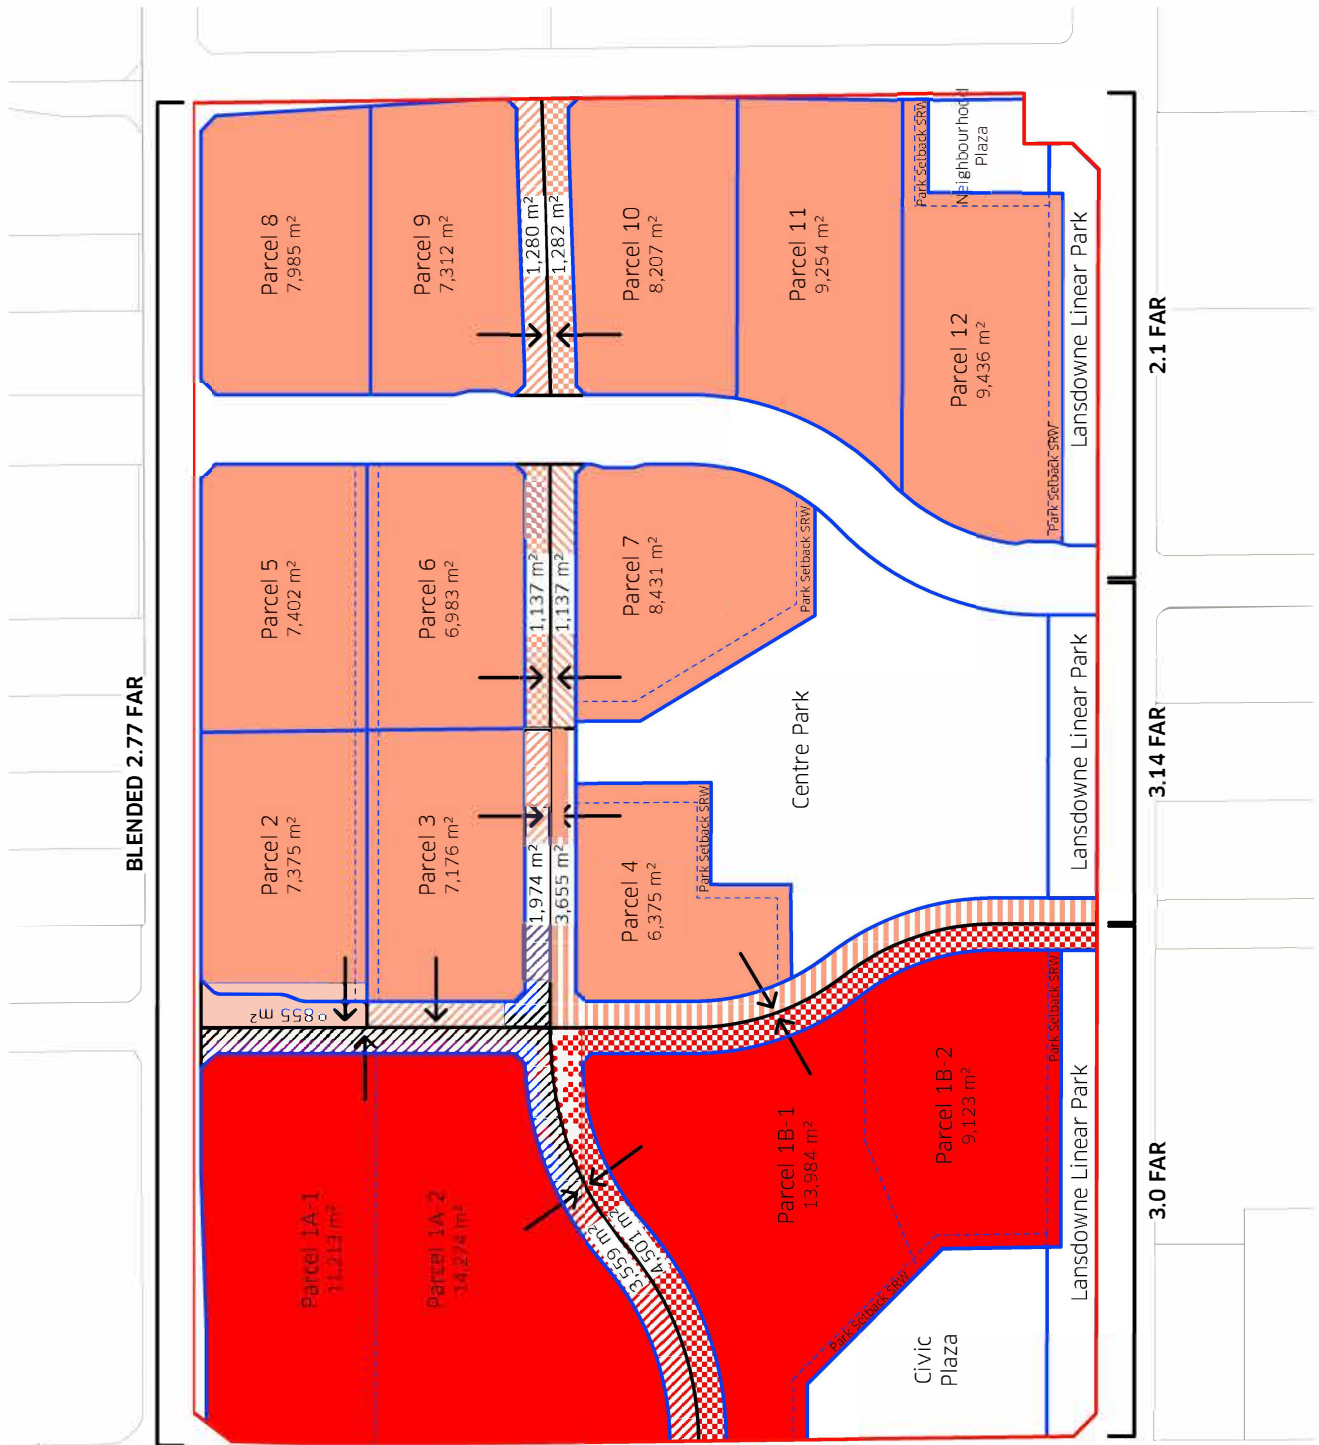 BLENDED 2.77 FAR
Parcel 8
7,985 m²
Parcel 9
7,312 m²
1,280 m²
1,282 m²
Parcel 10
8,207 m²
Parcel 11
9,254 m²
Park Setback SRW
Neighbourhood
Plaza
Parcel 12
9,436 m²
Park Setback SRW
Lansdowne Linear Park
2.1 FAR
Parcel 5
7,402 m²
Parcel 6
6,983 m²
1,137 m²
1,137 m²
Parcel 7
8,431 m²
Park Setback SRW
Centre Park
Lansdowne Linear Park
3.14 FAR
Parcel 2
7,375 m²
Parcel 3
7,176 m²
1,974 m²
3,655 m²
Parcel 4
6,375 m²
Park Setback SRW
855 m²
Parcel 1A-1
11,213 m²
Parcel 1A-2
14,274 m²
3,559 m²
4,501 m²
Parcel 1B-1
13,984 m²
Parcel 1B-2
9,123 m²
Park Setback SRW
Park Setback SRW
Civic
Plaza
Lansdowne Linear Park
3.0 FAR